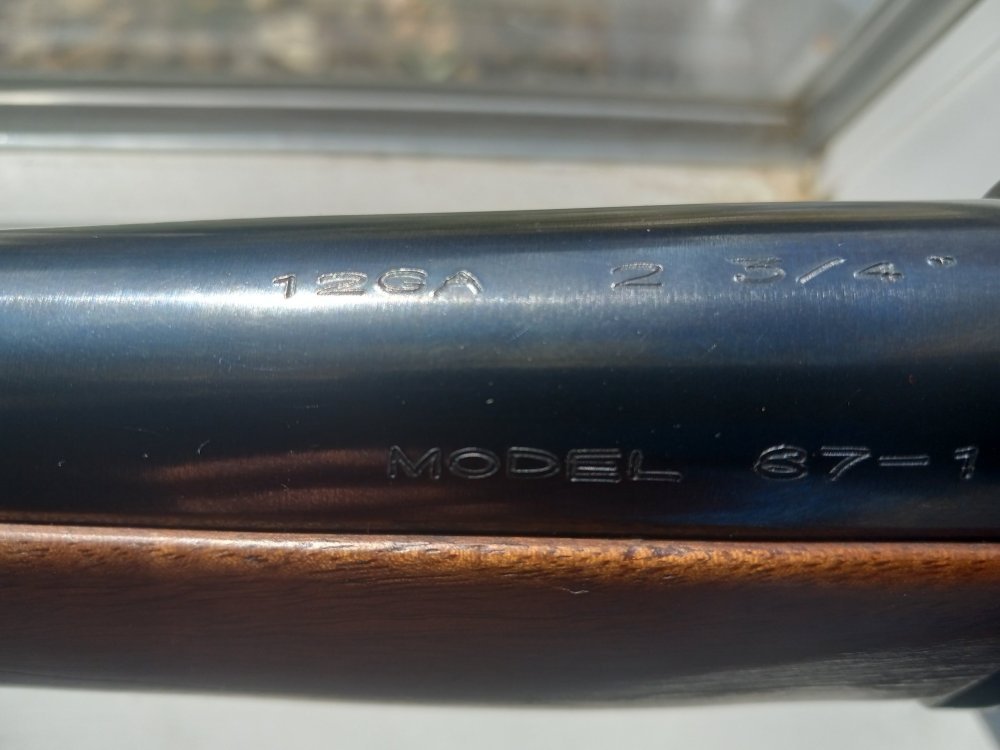 12GA 2 3/4"
MODEL 67-1